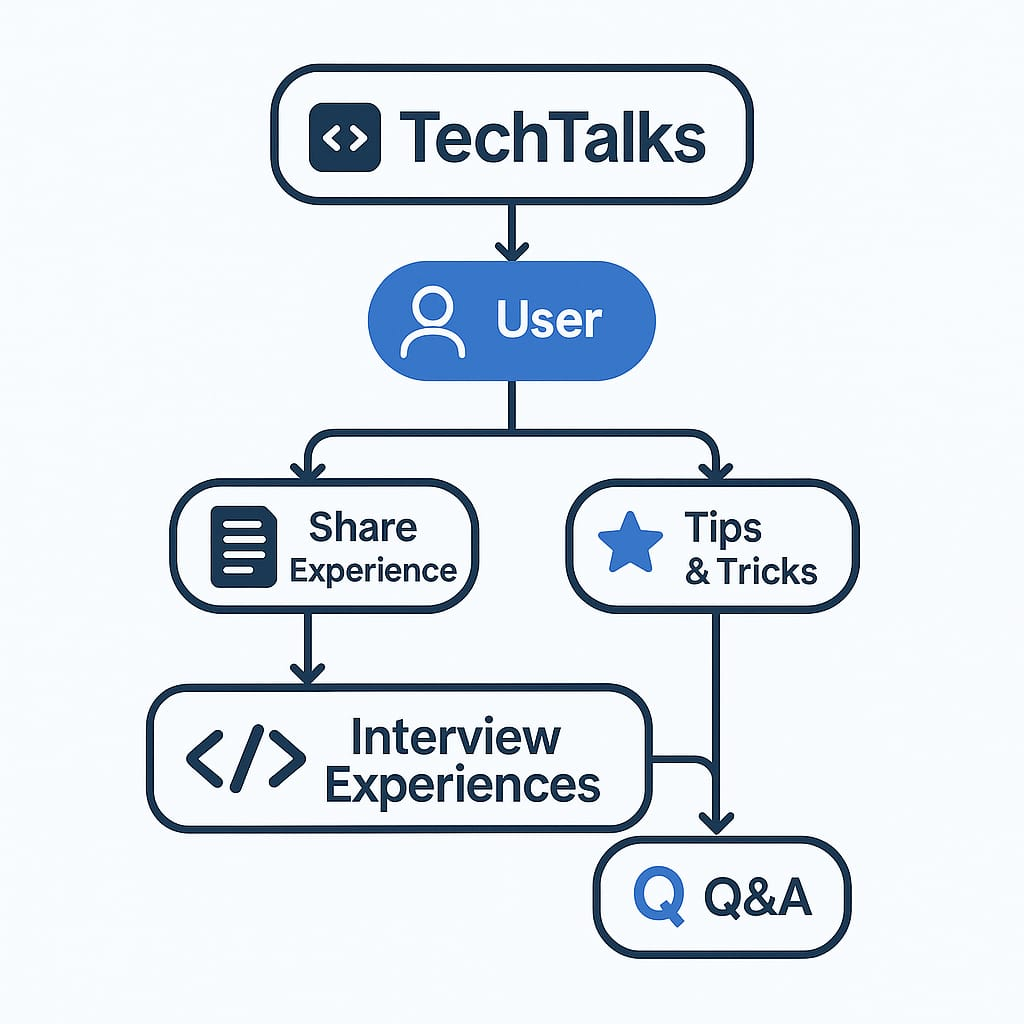 TechTalks
User
Share
Experience
Tips
& Tricks
Interview
Experiences
Q Q&A